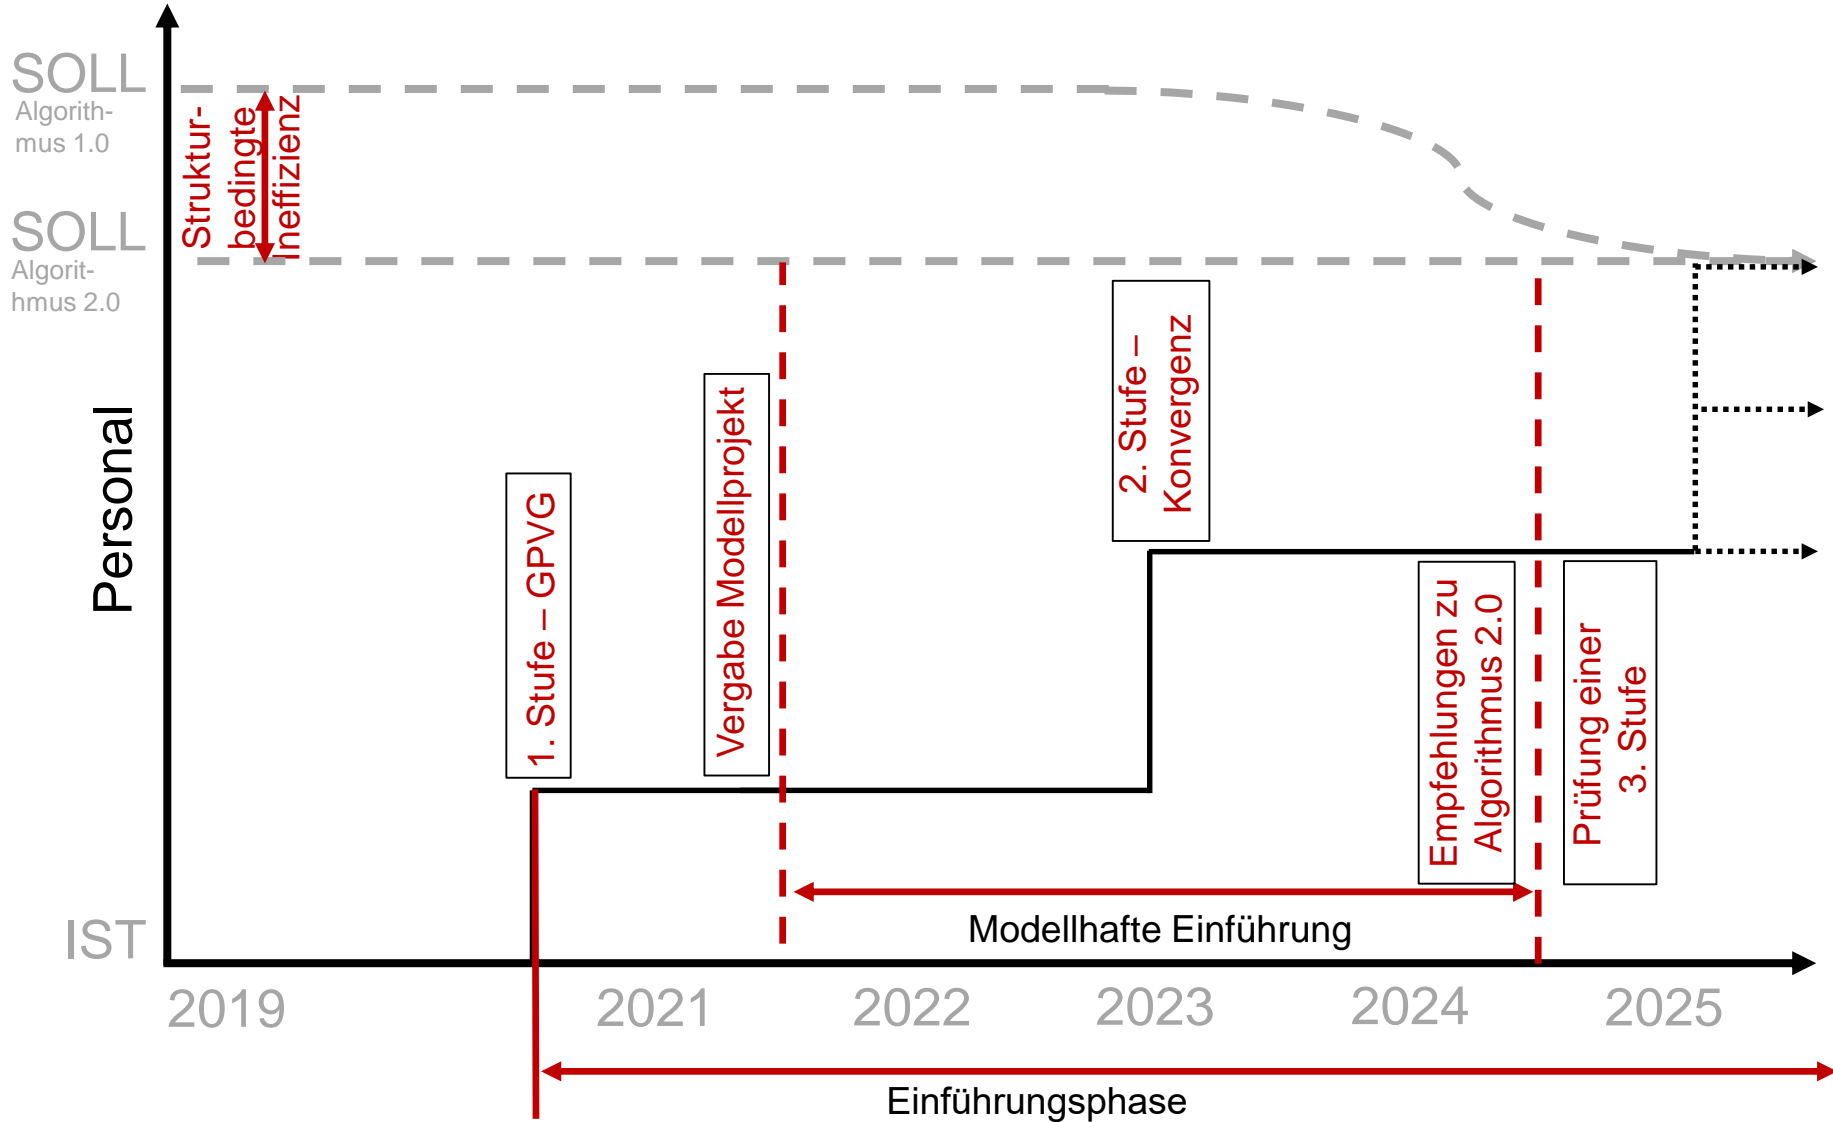 SOLL
Algorith-
mus 1.0
SOLL
Algorit-
hmus 2.0
Struktur-
bedingte
Ineffizienz
Personal
IST
1. Stufe – GPVG
Vergabe Modellprojekt
2. Stufe –
Konvergenz
Empfehlungen zu
Algorithmus 2.0
Prüfung einer
3. Stufe
Modellhafte Einführung
2019
2021
2022
2023
2024
2025
Einführungsphase